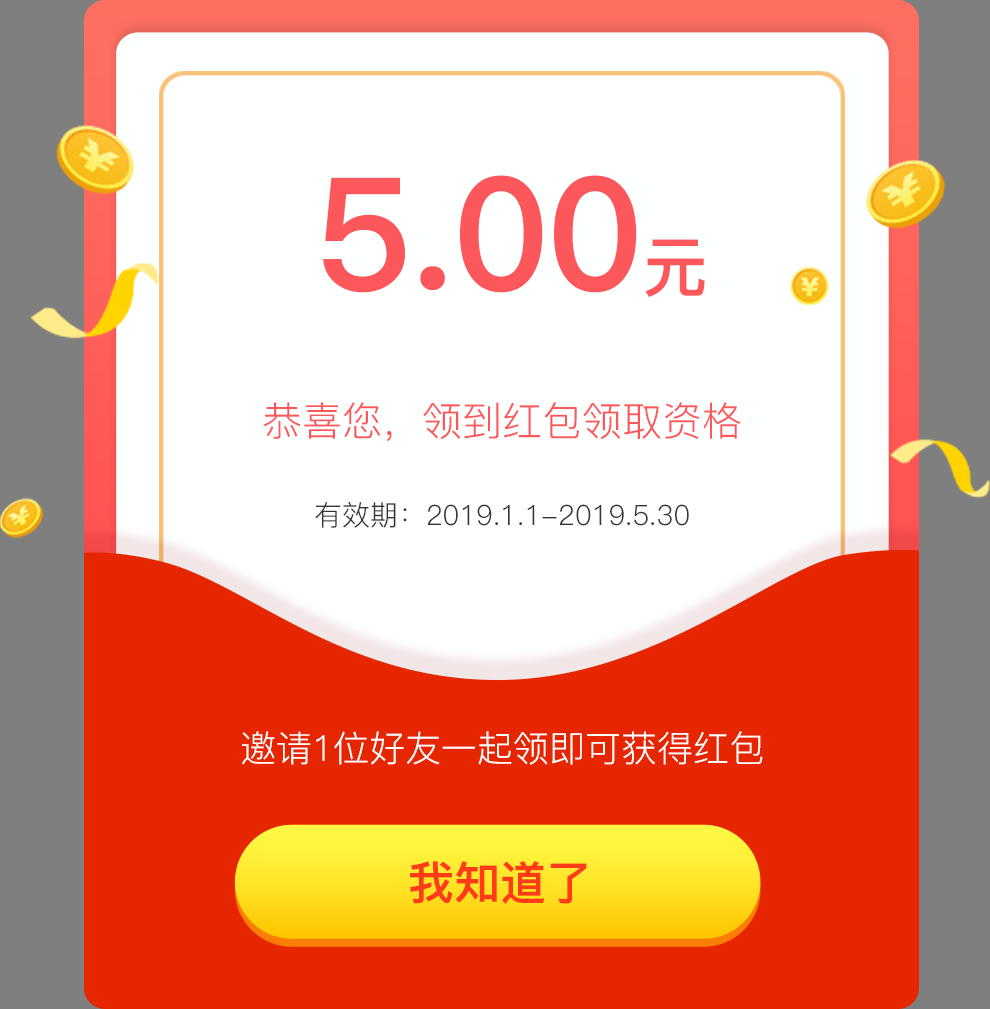 5.00元
恭喜您，领到红包领取资格
有效期：2019.1.1-2019.5.30
邀请1位好友一起领即可获得红包
我知道了